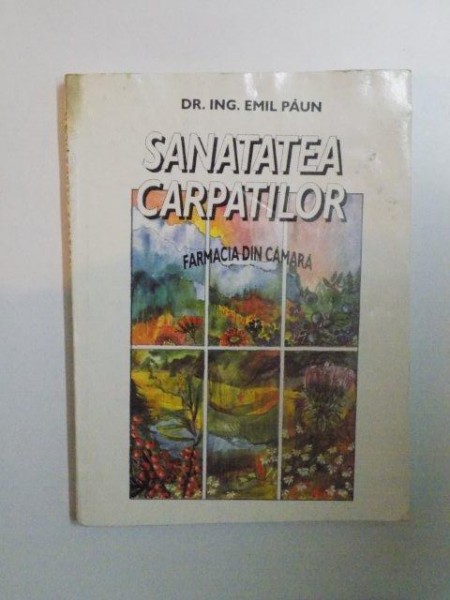 DR. ING. EMIL PĂUN
SANATATEA
CARPATILOR
FARMACIA DIN CAMARA